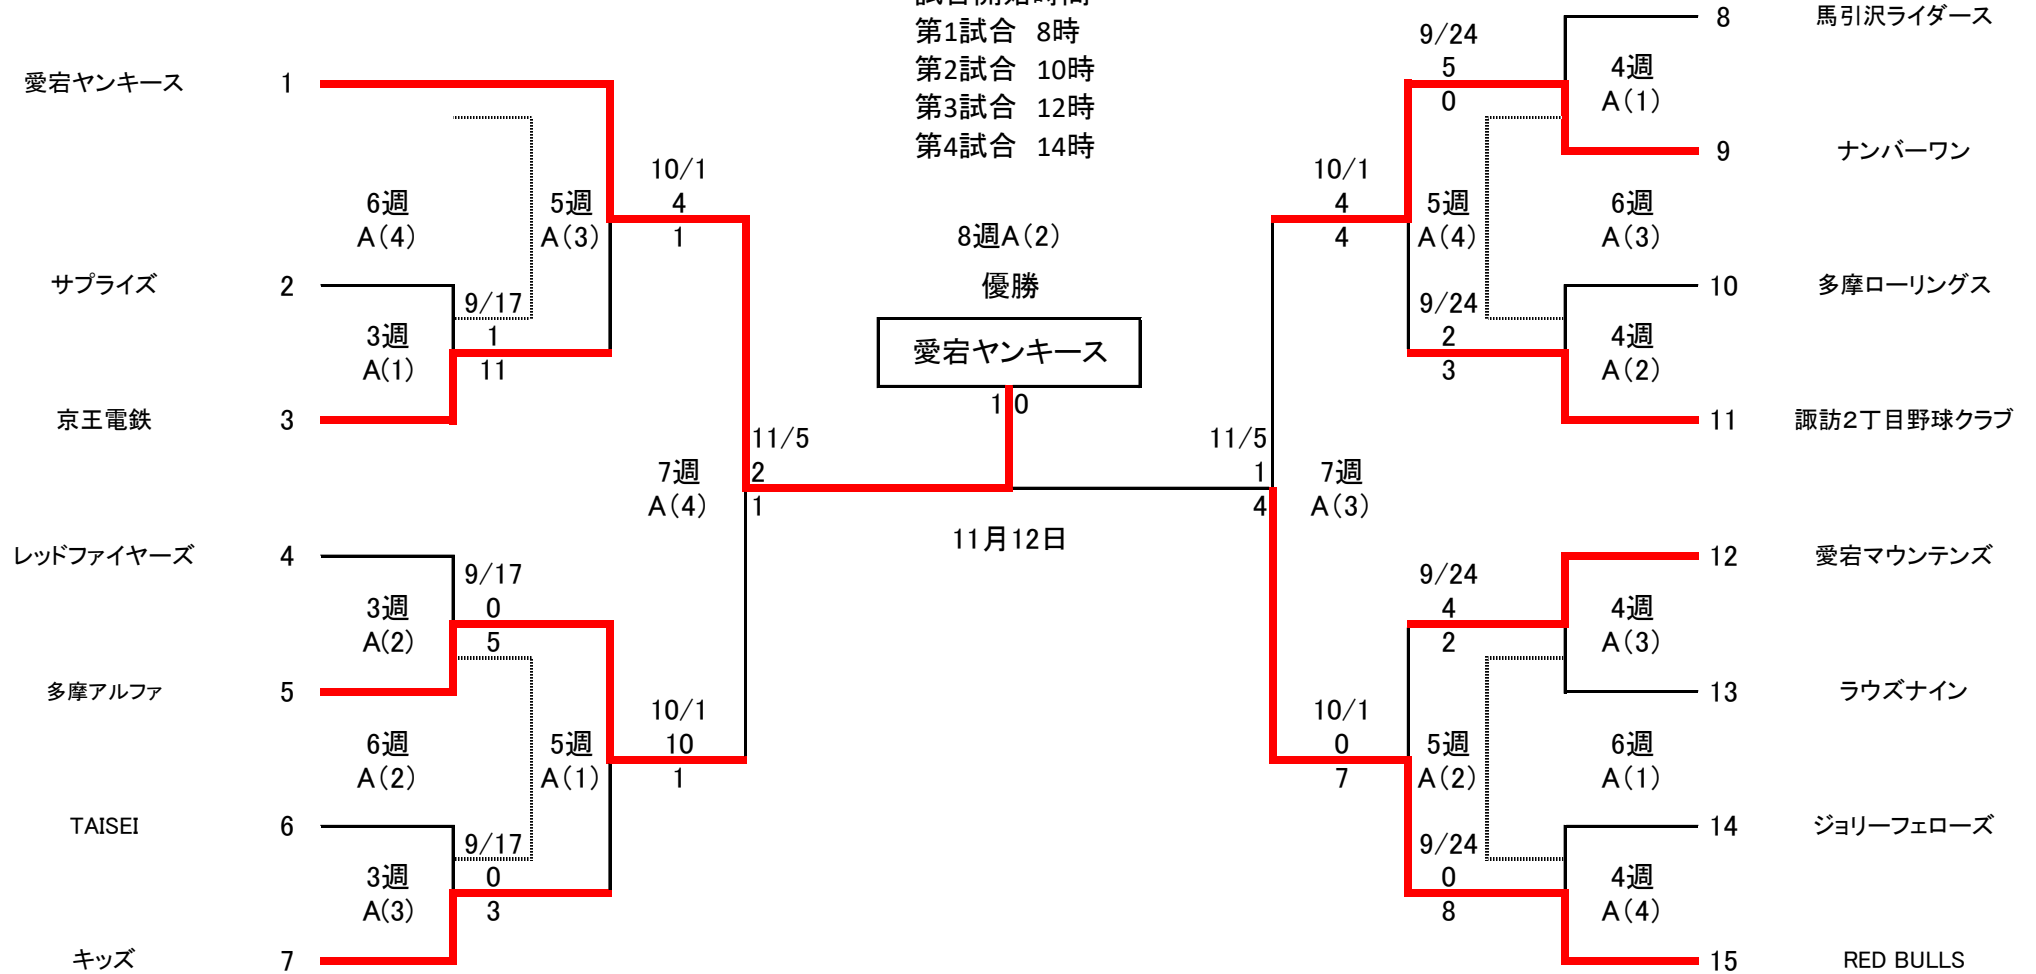 試合開始時間
第1試合 8時
第2試合 10時
第3試合 12時
第4試合 14時
愛宕ヤンキース 1
サプライズ 2
京王電鉄 3
レッドファイヤーズ 4
多摩アルファ 5
TAISEI 6
キッズ 7
6週
A(4)
3週
A(1)
9/17
1
11
5週
A(3)
10/1
4
1
3週
A(2)
9/17
0
5
6週
A(2)
5週
A(1)
3週
A(3)
9/17
0
3
10/1
10
1
7週
A(4)
11/5
2
1
8週A(2)
優勝
愛宕ヤンキース
1 0
11月12日
11/5
1
4
7週
A(3)
10/1
4
4
5週
A(4)
9/24
5
0
4週
A(1)
6週
A(3)
9/24
2
3
4週
A(2)
10/1
0
7
5週
A(2)
9/24
4
2
4週
A(3)
6週
A(1)
9/24
0
8
4週
A(4)
8 馬引沢ライダース
9 ナンバーワン
10 多摩ローリングス
11 諏訪2丁目野球クラブ
12 愛宕マウンテンズ
13 ラウズナイン
14 ジョリーフェローズ
15 RED BULLS